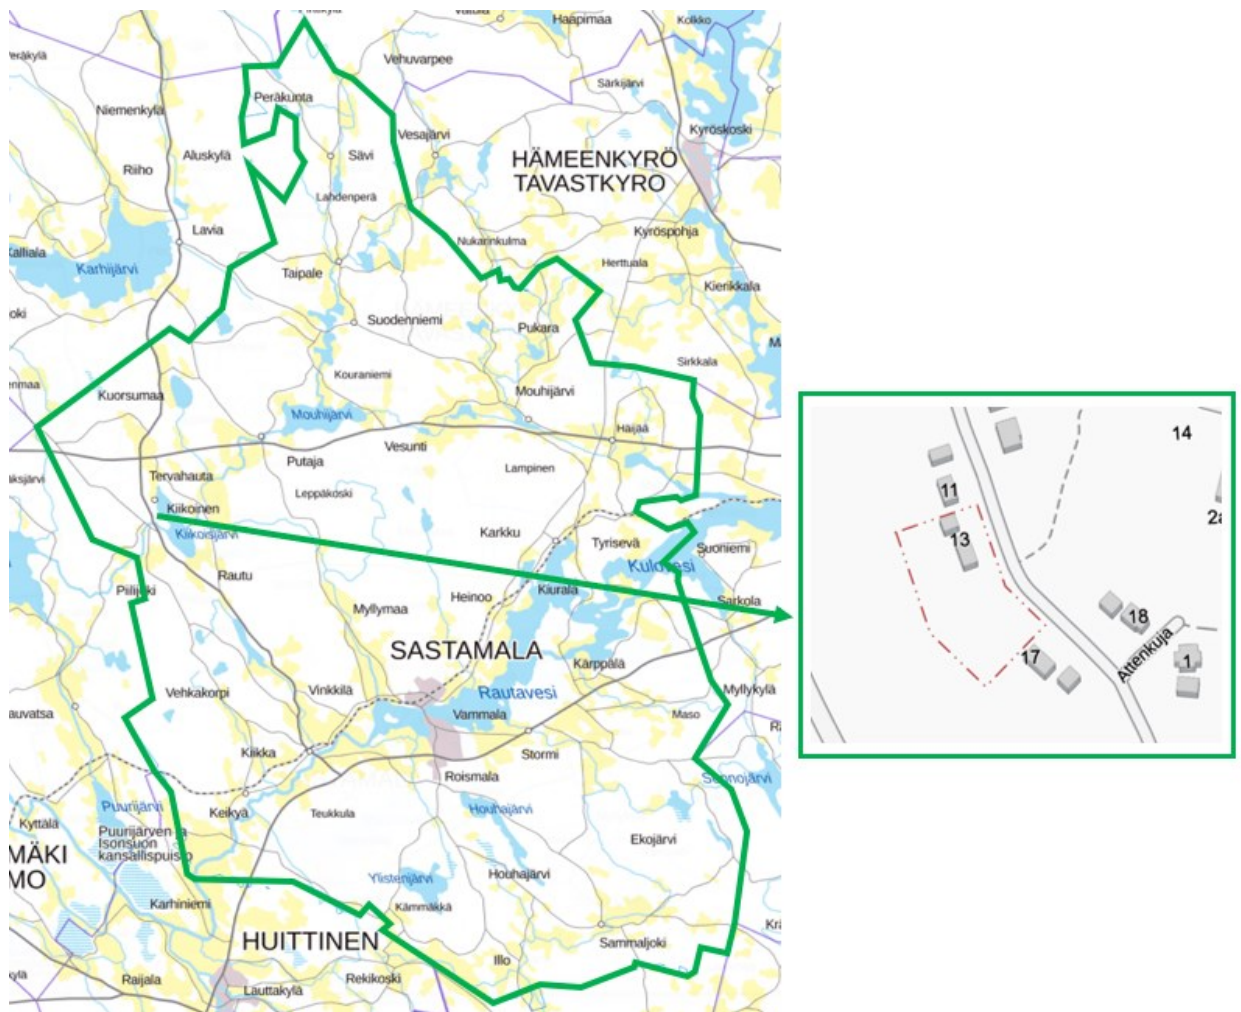 Haapimaa
Kolkko
Peräkylä
Vehuvarpee
Särkijärvi
Peräkunta
Niemenkylä
Kyröskoski
Vesajärvi
Aluskylä
Sävi
HÄMEENKYRÖ
TAVASTKYRO
Riiho
Lahdenperä
Lavia
Kyröspohja
Nukarinkulma
Herttuala
Karhijärvi
Taipale
Kierikkala
Suodenniemi
Pukara
Sirkkala
Kouraniemi
Kuorsumaa
Mouhijärvi
Mouhijärvi
Häijää
Vesunti
Putaja
Lampinen
Tervahauta
Leppäkoski
Kiikoinen
Karkku
Kiikoisjärvi
Tyrisevä
Suoniemi
Kulovesi
Rautu
Piilijoki
Kiurala
Heinoo
Sarkola
Myllymaa
SASTAMALA
Kärppälä
Vehkakorpi
Vinkkilä
Rautavesi
Myllykylä
Vammala
Maso
Kiikka
Stormi
Roismala
Puurijärvi
Houhajärvi
Keikyä
Teukkula
Kyttälä
Puurijärven ja
Isonsuon
kansallispuisto
Ekojärvi
MÄKI
MO
Ylistenjärvi
Houhajärvi
Karhiniemi
Kämmäkkä
HUITTINEN
Sammaljoki
Illo
Raijala
Rekikoski
Lauttakylä
14
11
13
18
17
Attenkuja
1